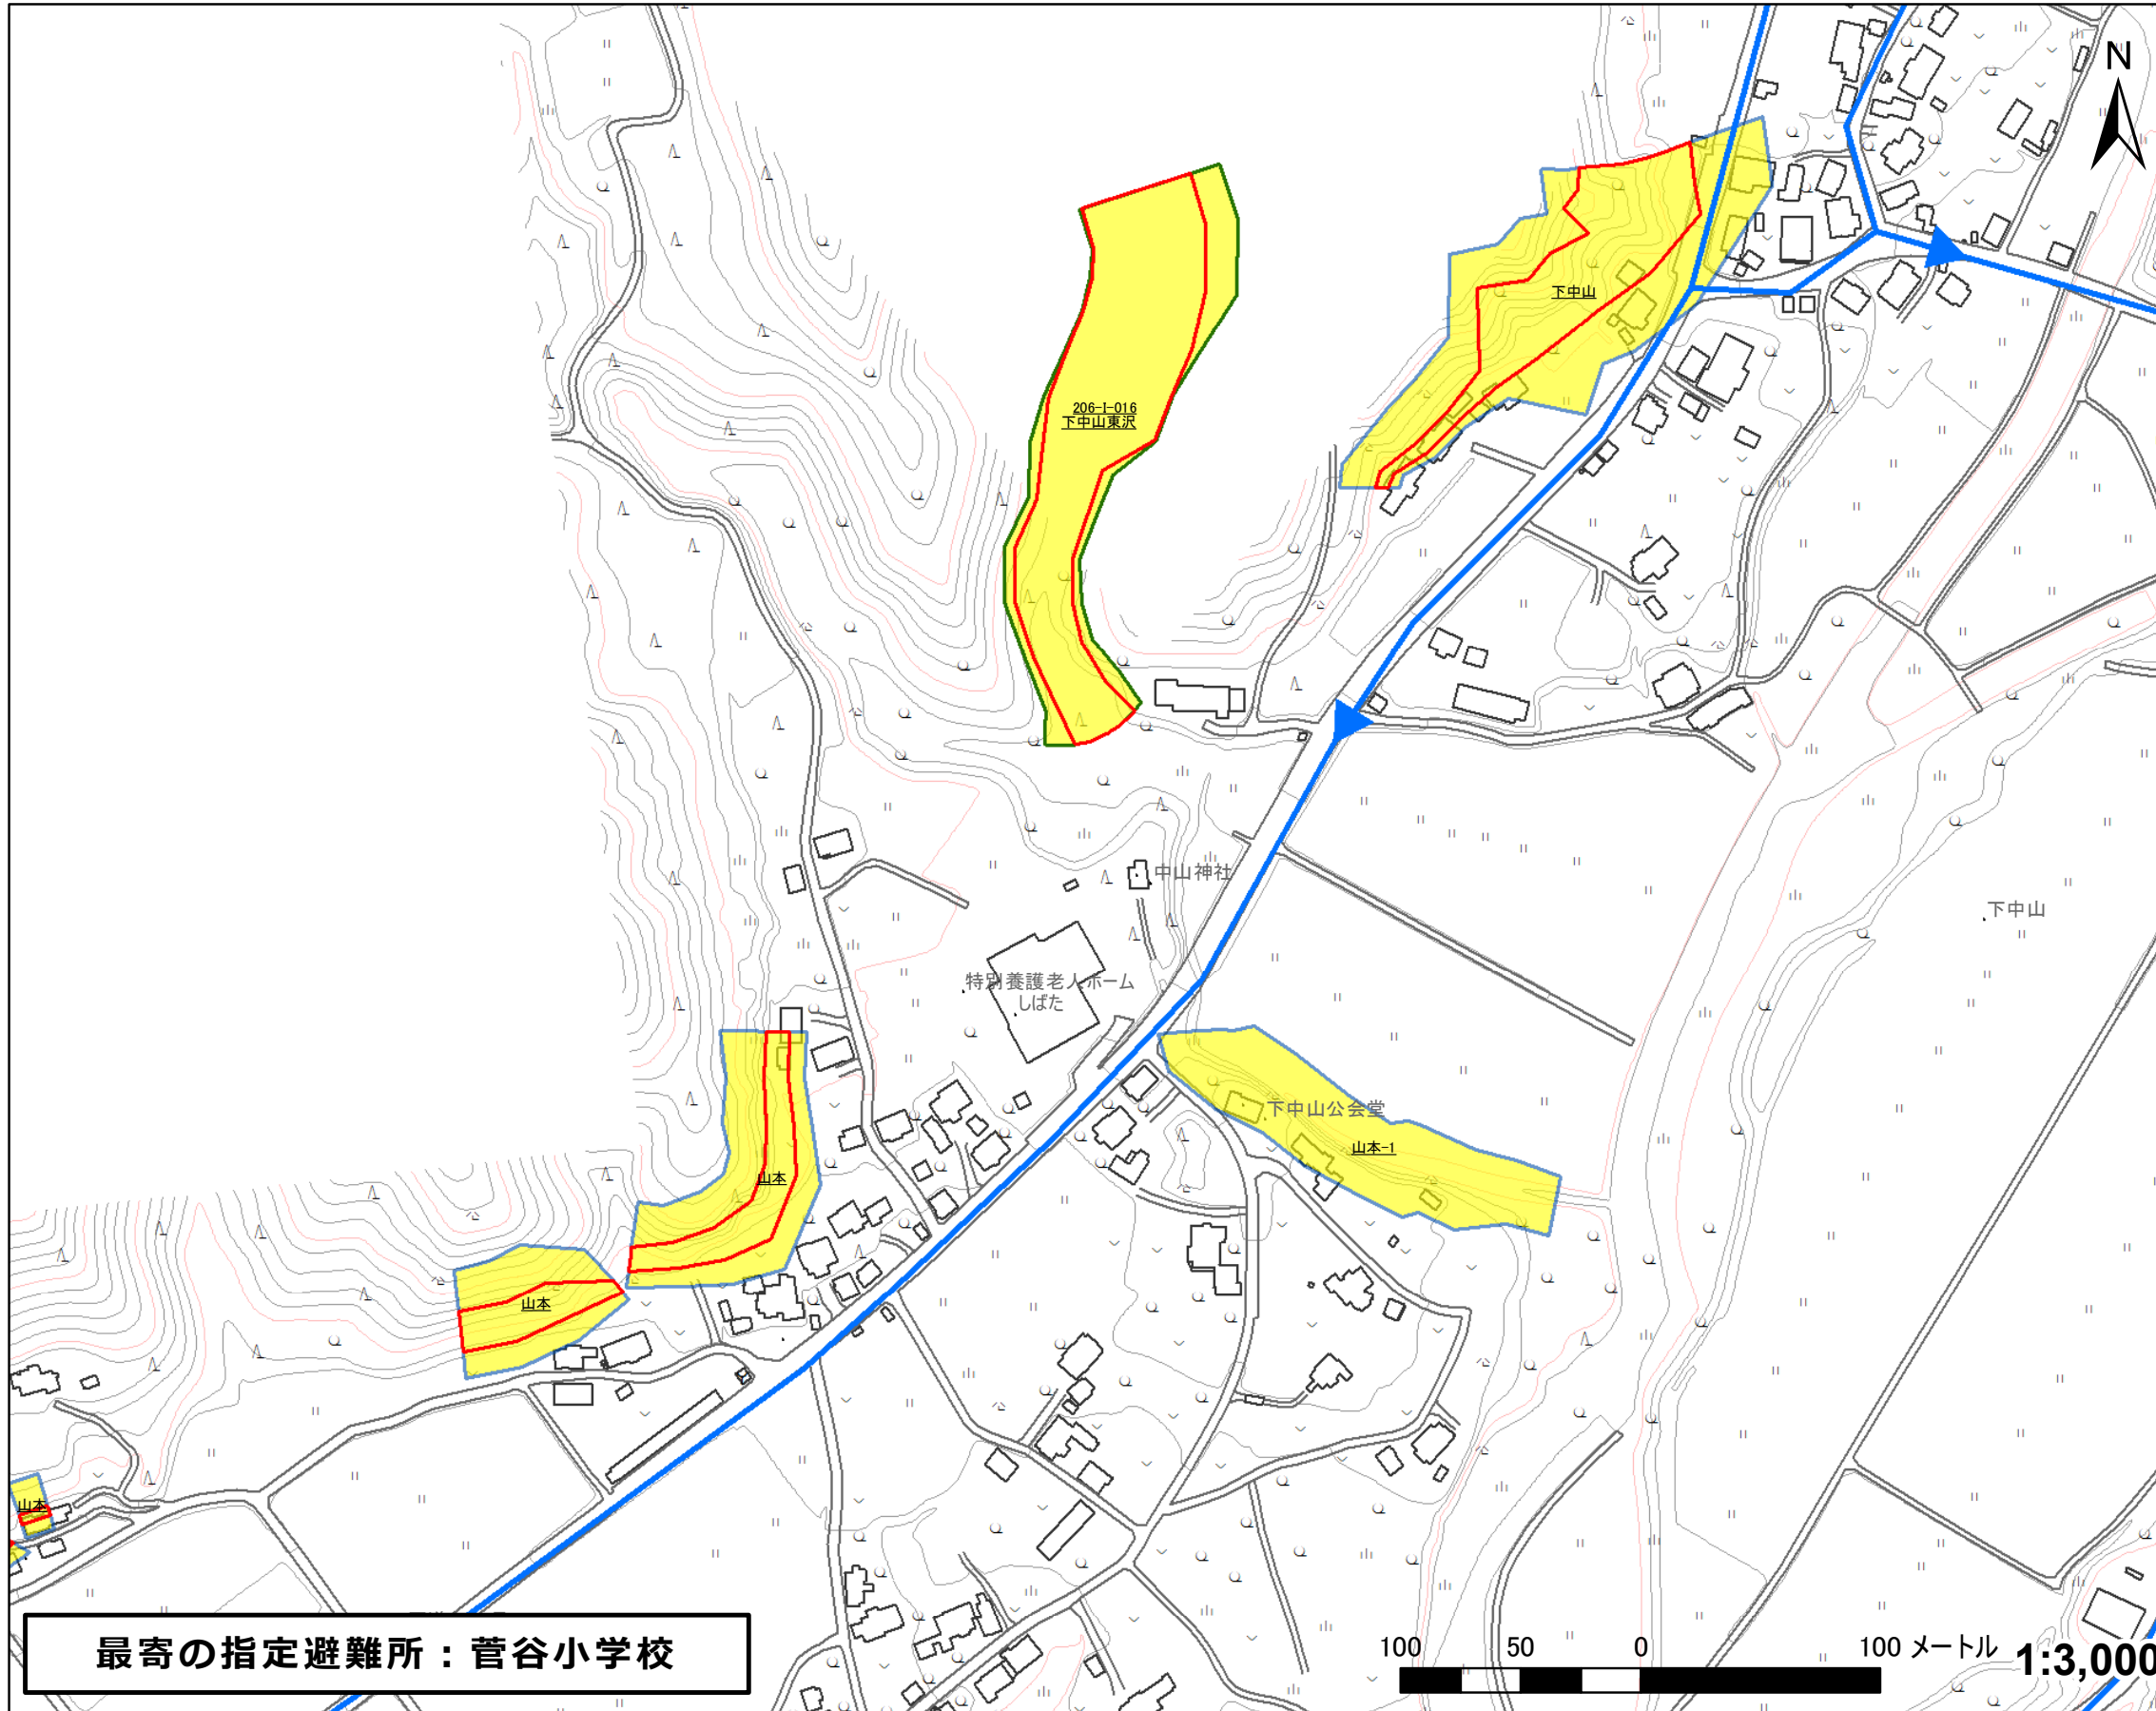 N
下中山
206-I-016
下中山東沢
中山神社
下中山
特別養護老人ホーム
しばた
下中山公会堂
山本-1
山本
山本
山本
最寄の指定避難所：菅谷小学校
100 50 0 100 メートル 1:3,000